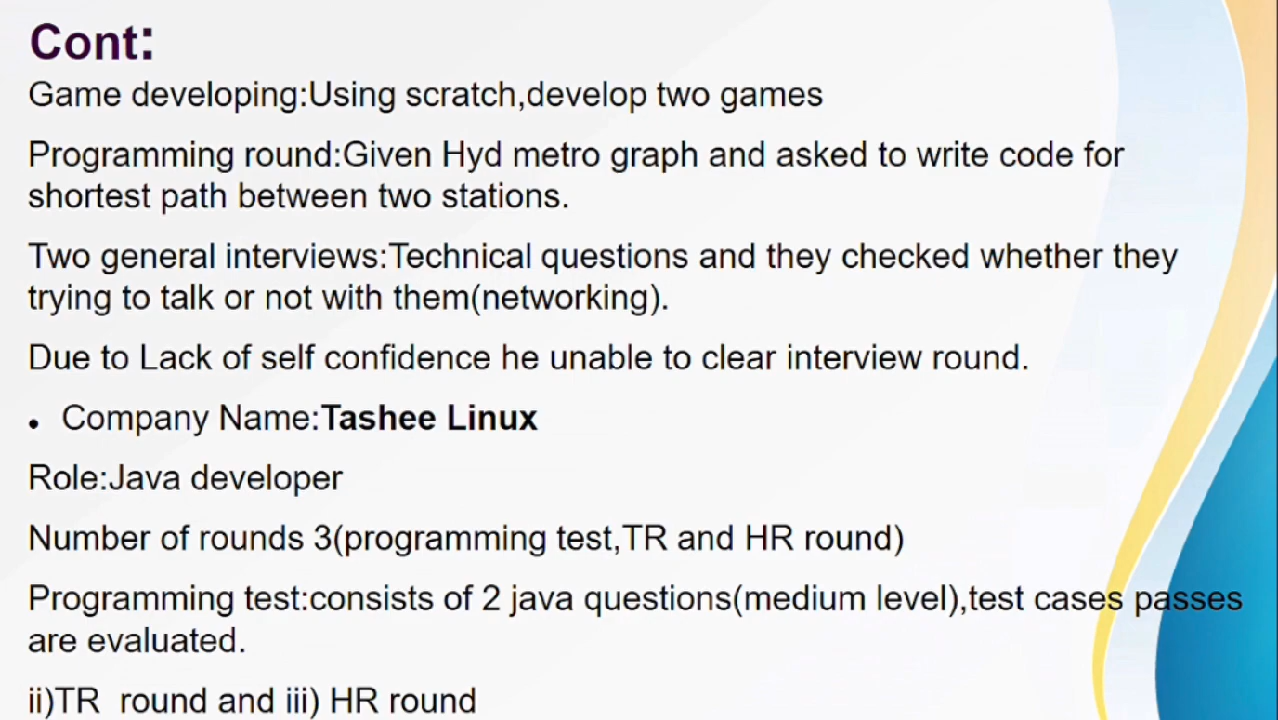 Cont:
Game developing:Using scratch,develop two games
Programming round:Given Hyd metro graph and asked to write code for
shortest path between two stations.
Two general interviews:Technical questions and they checked whether they
trying to talk or not with them(networking).
Due to Lack of self confidence he unable to clear interview round.
• Company Name:Tashee Linux
Role:Java developer
Number of rounds 3(programming test,TR and HR round)
Programming test:consists of 2 java questions(medium level),test cases passes
are evaluated.
ii)TR  round and iii) HR round